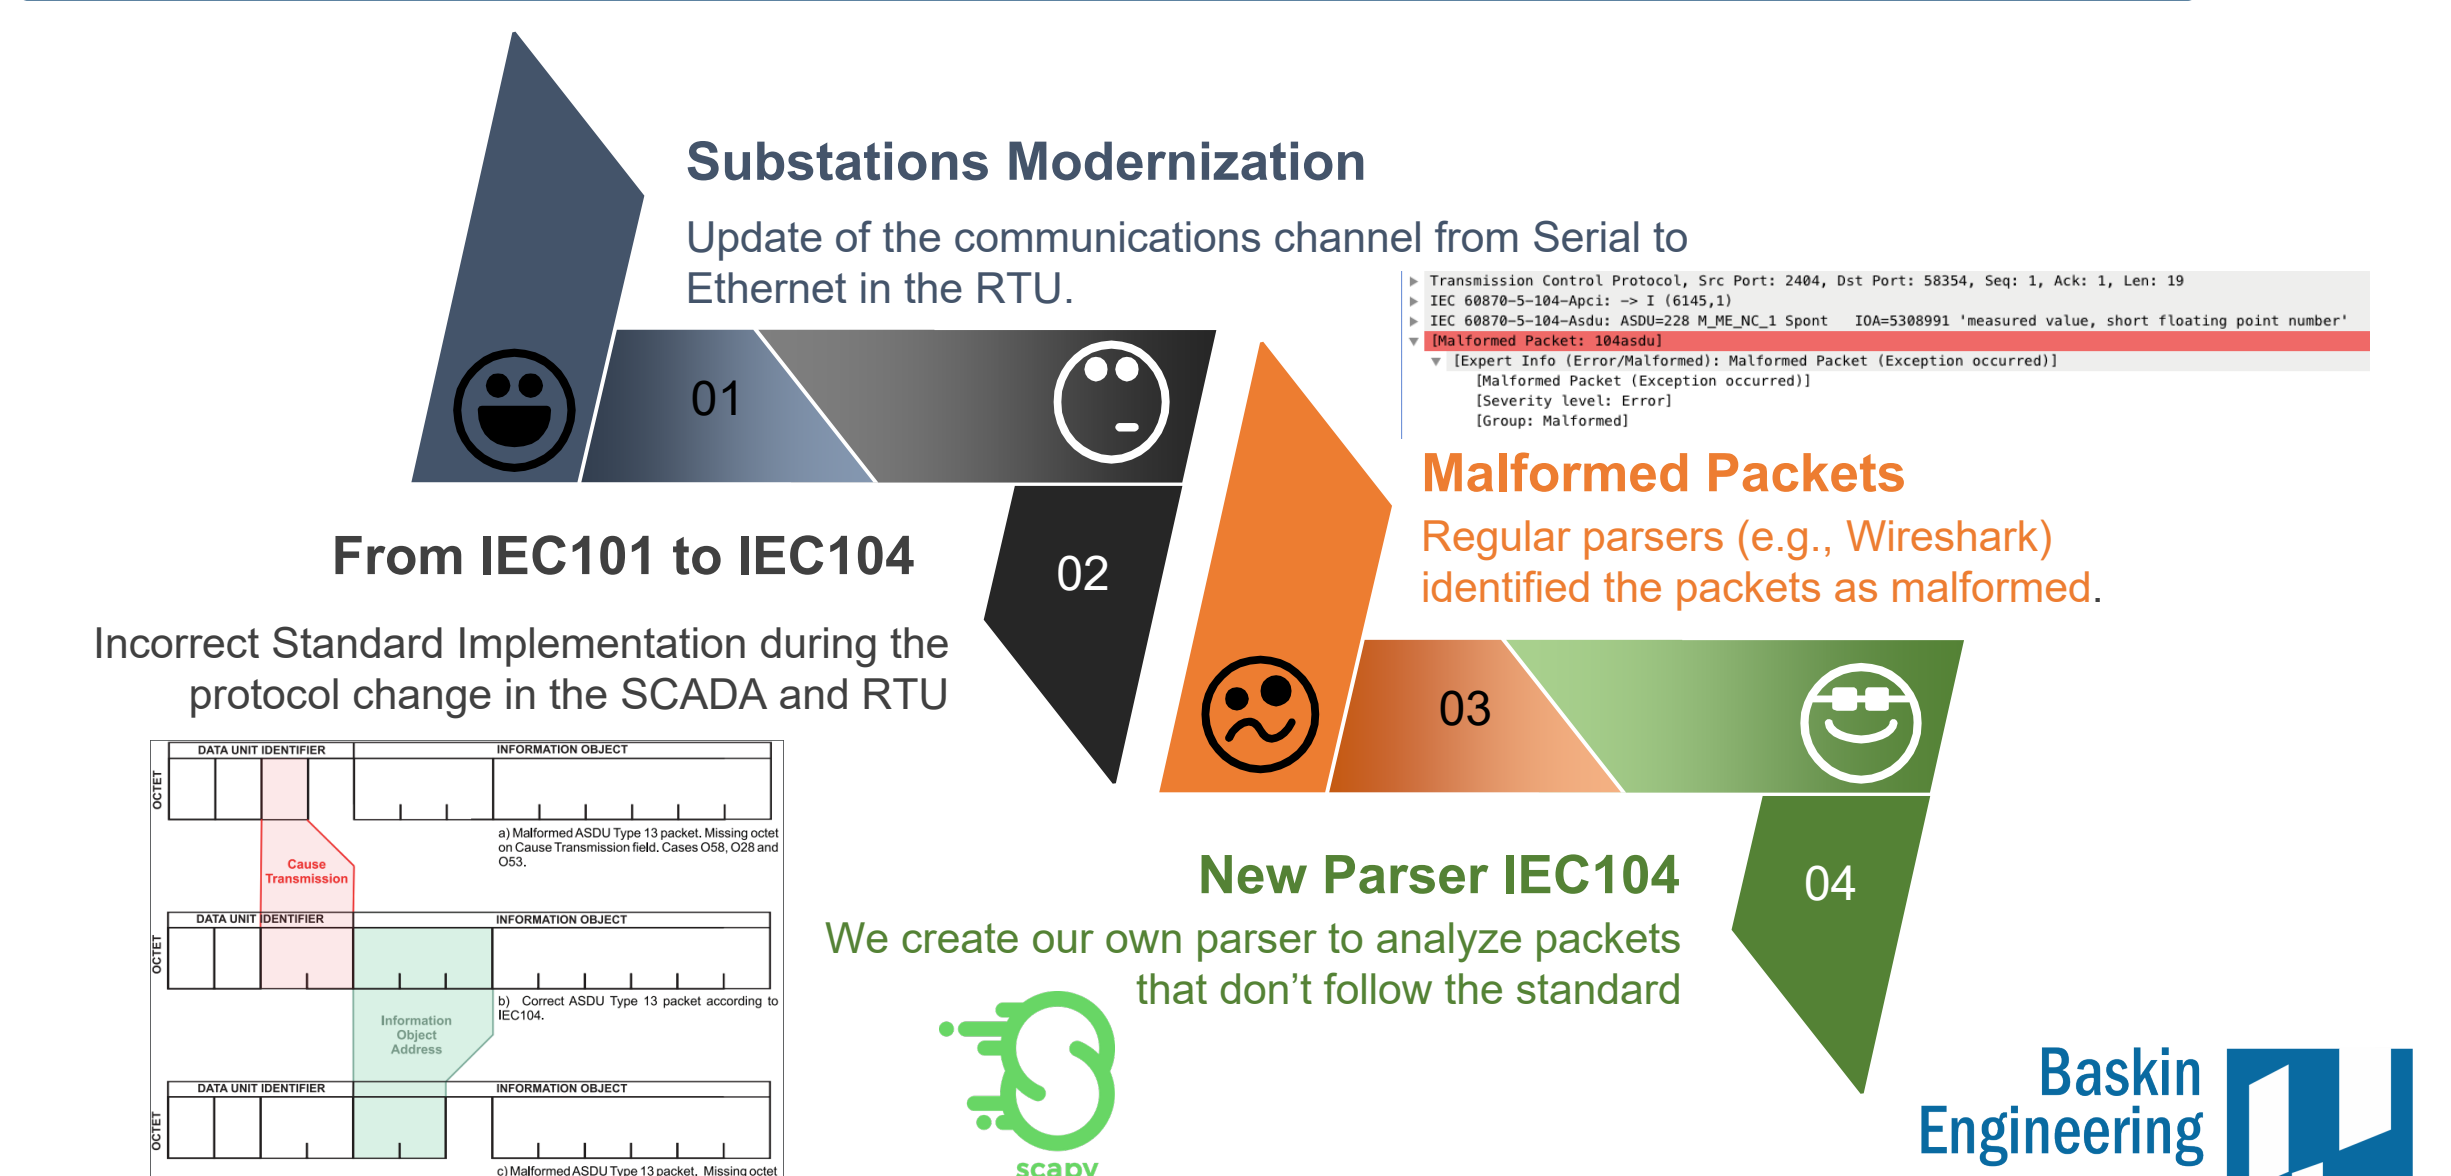 Substations Modernization
Update of the communications channel from Serial to
Ethernet in the RTU.
Transmission Control Protocol, Src Port: 2404, Dst Port: 58354, Seq: 1, Ack: 1, Len: 19
IEC 60870-5-104-Apci: -> I (6145,1)
IEC 60870-5-104-Asdu: ASDU=228 M_ME_NC_1 Spont   IOA=5308991 'measured value, short floating point number'
[Malformed Packet: 104asdu]
[Expert Info (Error/Malformed): Malformed Packet (Exception occurred)]
[Malformed Packet (Exception occurred)]
[Severity level: Error]
[Group: Malformed]
01
From IEC101 to IEC104
Incorrect Standard Implementation during the
protocol change in the SCADA and RTU
02
Malformed Packets
Regular parsers (e.g., Wireshark)
identified the packets as malformed.
03
DATA UNIT IDENTIFIER
INFORMATION OBJECT
OCTET
a) Malformed ASDU Type 13 packet. Missing octet
on Cause Transmission field. Cases O58, O28 and
O53.
Cause
Transmission
DATA UNIT IDENTIFIER
INFORMATION OBJECT
OCTET
b) Correct ASDU Type 13 packet according to
IEC104.
Information
Object
Address
DATA UNIT IDENTIFIER
INFORMATION OBJECT
OCTET
c) Malformed ASDU Type 13 packet. Missing octet
New Parser IEC104
We create our own parser to analyze packets
that don't follow the standard
04
scapy
Baskin
Engineering